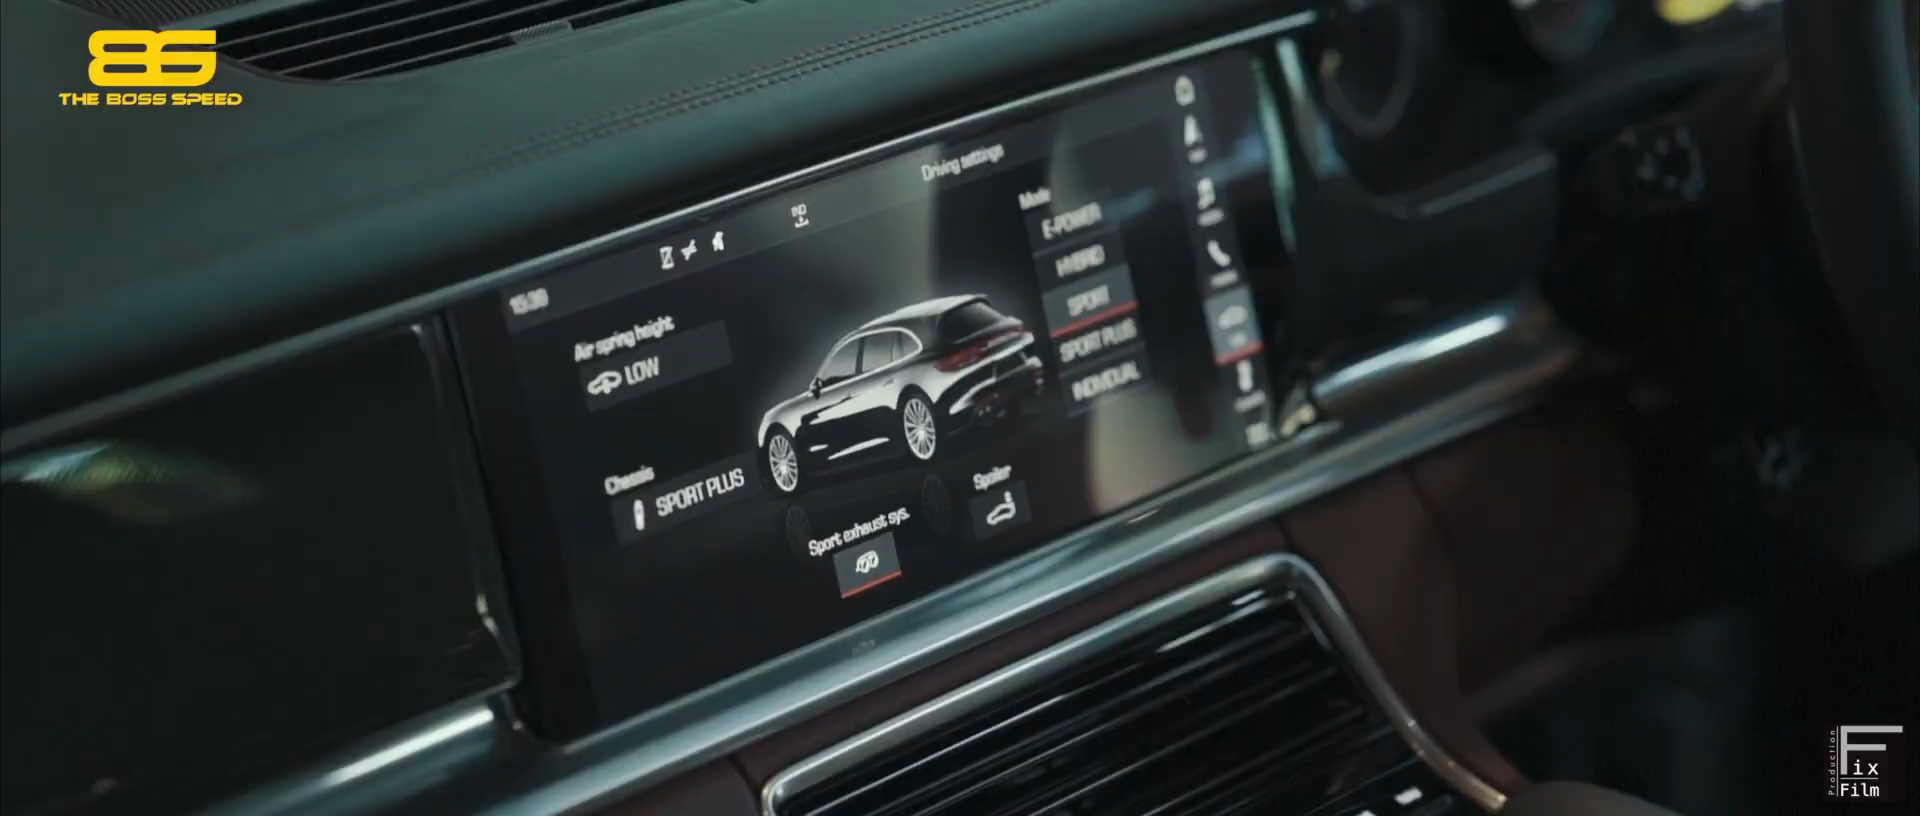 BS
THE BOSS SPEED
Driving settings
IND
15:30
Mode
E-POWER
HYBRID
SPORT
SPORT PLUS
INDIVIDUAL
Air spring height
LOW
Chassis
SPORT PLUS
Sport exhaust sys.
Spoiler
Production
Fix
Film